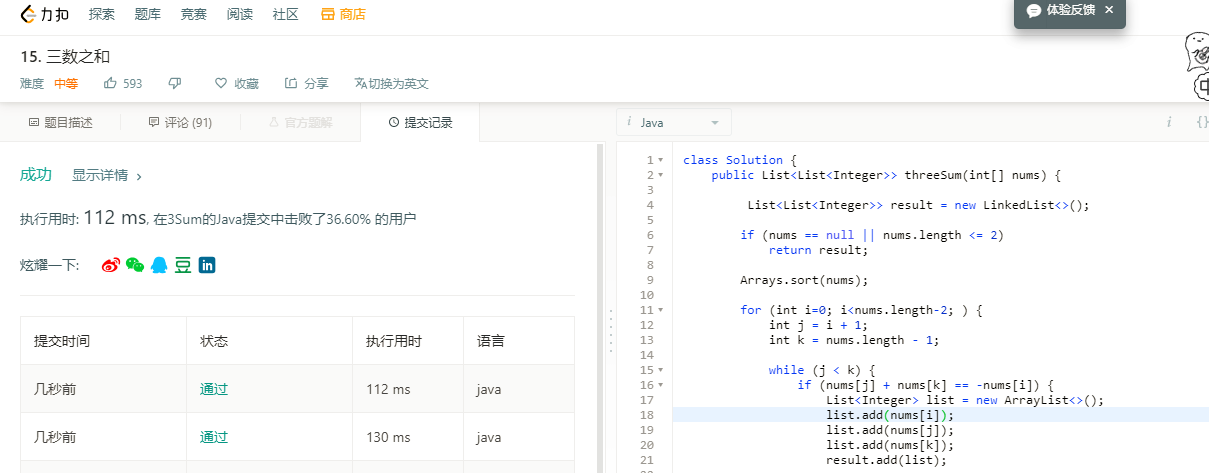 力扣 探索 题库 竞赛 阅读 社区 商店 体验反馈 ×
15. 三数之和
难度 中等 593 收藏 分享 切换为英文
题目描述 评论 (91) 官方题解 提交记录 i Java i {}
成功 显示详情 ›
执行用时: 112 ms, 在3Sum的Java提交中击败了36.60% 的用户
炫耀一下: 豆 in
提交时间 状态 执行用时 语言
几秒前 通过 112 ms java
几秒前 通过 130 ms java
1 class Solution {
2 public List<List<Integer>> threeSum(int[] nums) {
3
4 List<List<Integer>> result = new LinkedList<>();
5
6 if (nums == null || nums.length <= 2)
7 return result;
8
9 Arrays.sort(nums);
10
11 for (int i=0; i<nums.length-2; ) {
12 int j = i + 1;
13 int k = nums.length - 1;
14
15 while (j < k) {
16 if (nums[j] + nums[k] == -nums[i]) {
17 List<Integer> list = new ArrayList<>();
18 list.add(nums[i]);
19 list.add(nums[j]);
20 list.add(nums[k]);
21 result.add(list);